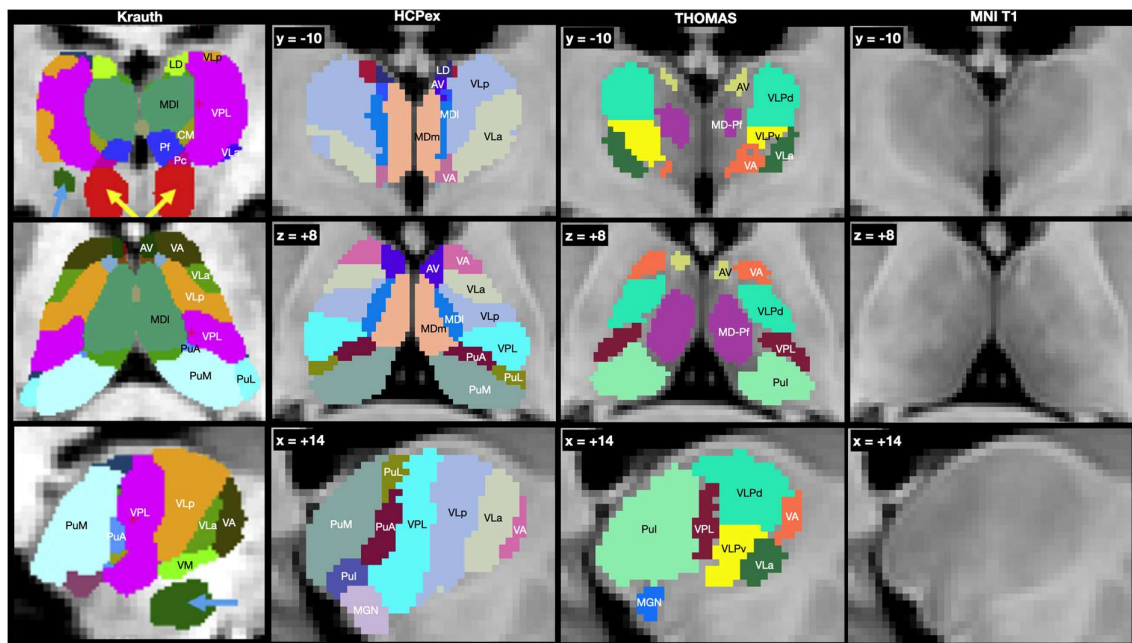 Krauth
HCPex
THOMAS
MNI T1
LD
VLp
MDl
VPL
CM
Pf
Pc
VLa
y = -10
LD
AV
VLp
MDl
MDm
VLa
VA
y = -10
AV
VLPd
MD-Pf
VLPv
VLa
VA
y = -10
AV
VA
VLa
VLp
MDl
VPL
PuA
PuM
PuL
z = +8
AV
VA
VLa
MDl
VLp
MDm
PuA
VPL
PuL
PuM
z = +8
AV
VA
VLPd
MD-Pf
VPL
Pul
z = +8
PuM
VPL
VLp
VLa
VA
PuA
VM
x = +14
PuL
PuM
PuA
VPL
VLp
VLa
VA
PuI
MGN
x = +14
VLPd
Pul
VPL
VA
VLPv
VLa
MGN
x = +14